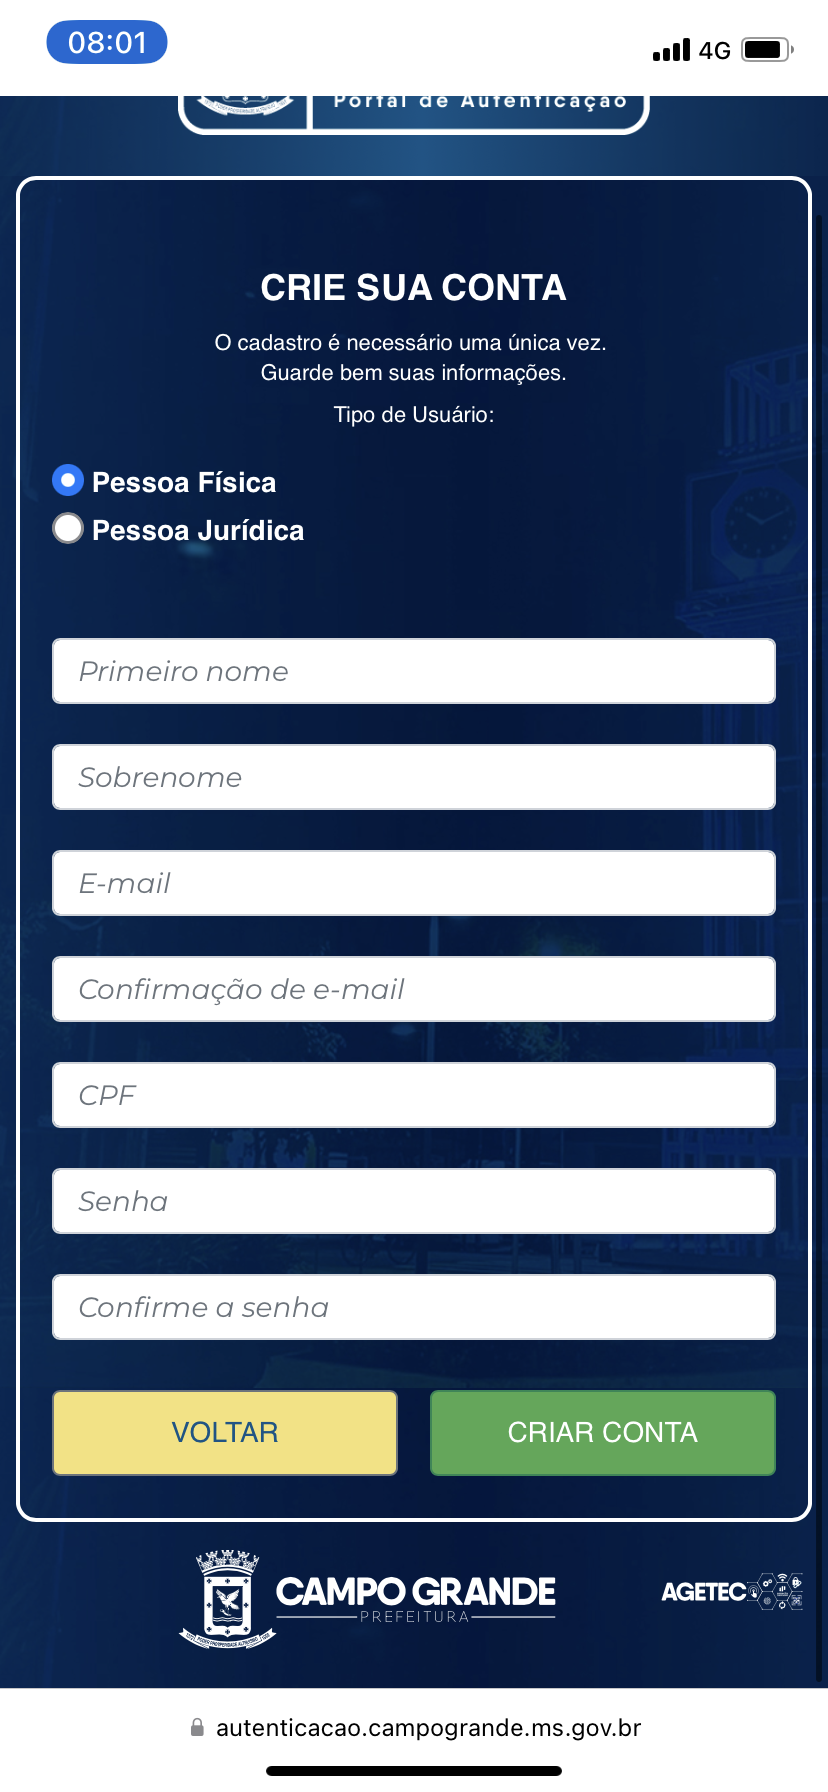 08:01
4G
Portal de Autenticação
CRIE SUA CONTA
O cadastro é necessário uma única vez.
Guarde bem suas informações.
Tipo de Usuário:
Pessoa Física
Pessoa Jurídica
Primeiro nome
Sobrenome
E-mail
Confirmação de e-mail
CPF
Senha
Confirme a senha
VOLTAR
CRIAR CONTA
CAMPO GRANDE
PREFEITURA
AGETEC
autenticacao.campogrande.ms.gov.br